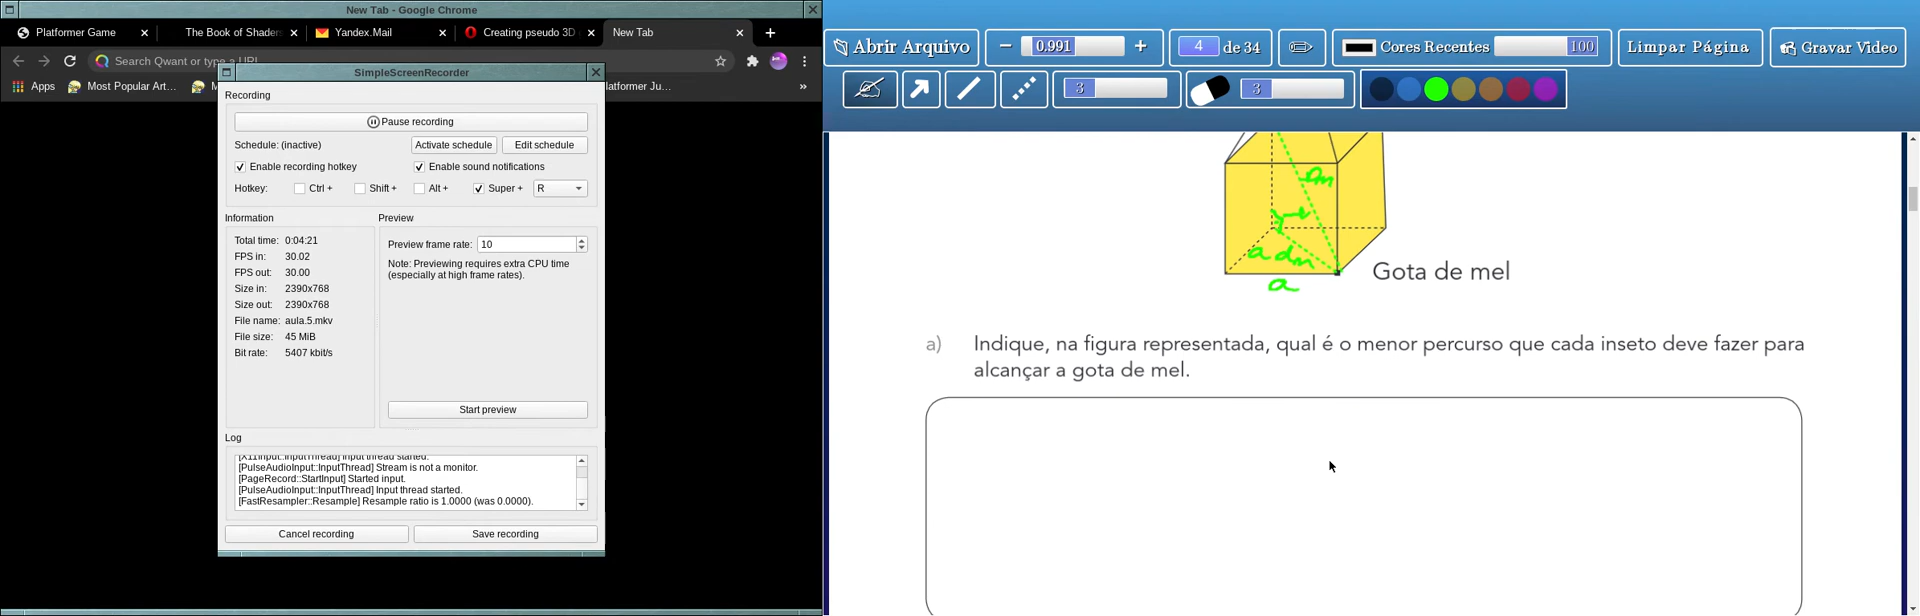 New Tab - Google Chrome
Platformer Game
The Book of Shader
Yandex.Mail
Creating pseudo 3D
New Tab
Search Qwant or type a URL
Apps
Most Popular Art...
M
latformer Ju...
»
SimpleScreenRecorder
Recording
Pause recording
Schedule: (inactive)
Activate schedule
Edit schedule
Enable recording hotkey
Enable sound notifications
Hotkey:
Ctrl +
Shift +
Alt +
Super +
R
Information
Total time: 0:04:21
FPS in: 30.02
FPS out: 30.00
Size in: 2390x768
Size out: 2390x768
File name: aula.5.mkv
File size: 45 MiB
Bit rate: 5407 kbit/s
Preview
Preview frame rate: 10
Note: Previewing requires extra CPU time
(especially at high frame rates).
Start preview
Log
[X11Input::InputThread] Input thread started.
[PulseAudioInput::InputThread] Stream is not a monitor.
[PageRecord::StartInput] Started input.
[PulseAudioInput::InputThread] Input thread started.
[FastResampler::Resample] Resample ratio is 1.0000 (was 0.0000).
Cancel recording
Save recording
Abrir Arquivo
0.991
4 de 34
Cores Recentes
100
Limpar Página
Gravar Video
3
3
a
a
Gota de mel
a) Indique, na figura representada, qual é o menor percurso que cada inseto deve fazer para
alcançar a gota de mel.